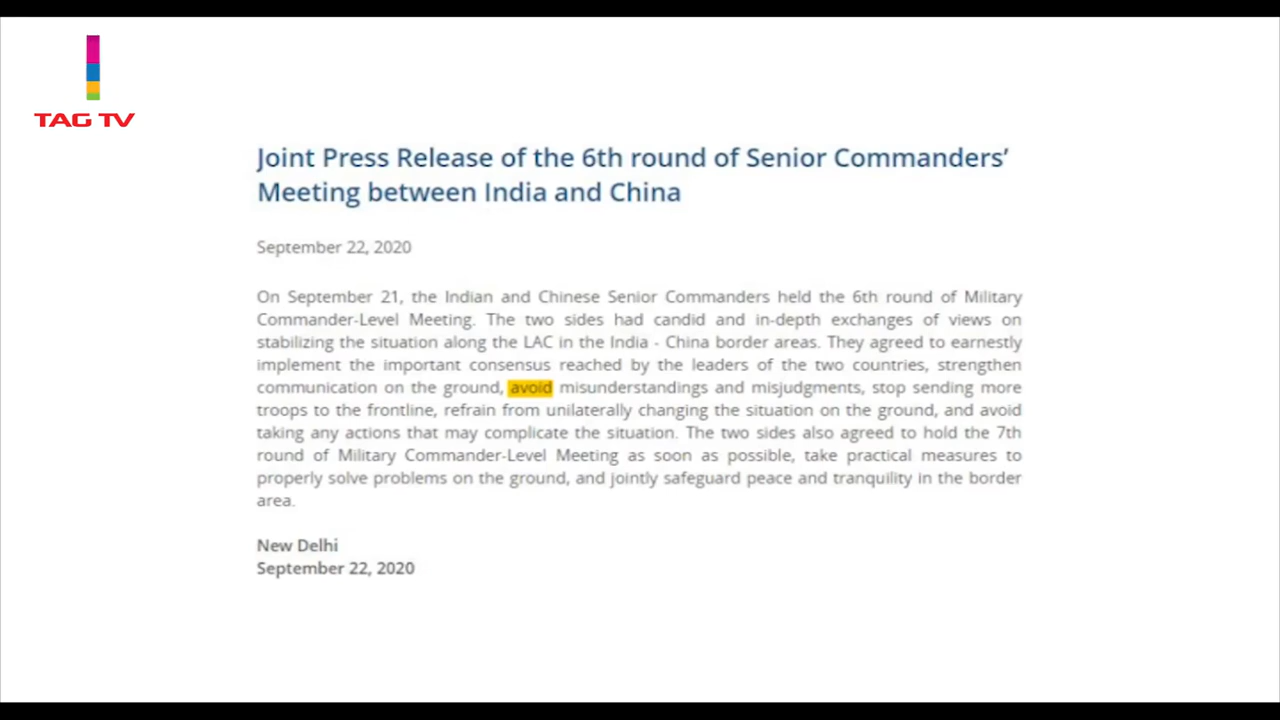 TAG TV
Joint Press Release of the 6th round of Senior Commanders’
Meeting between India and China
September 22, 2020
On September 21, the Indian and Chinese Senior Commanders held the 6th round of Military
Commander-Level Meeting. The two sides had candid and in-depth exchanges of views on
stabilizing the situation along the LAC in the India - China border areas. They agreed to earnestly
implement the important consensus reached by the leaders of the two countries, strengthen
communication on the ground, avoid misunderstandings and misjudgments, stop sending more
troops to the frontline, refrain from unilaterally changing the situation on the ground, and avoid
taking any actions that may complicate the situation. The two sides also agreed to hold the 7th
round of Military Commander-Level Meeting as soon as possible, take practical measures to
properly solve problems on the ground, and jointly safeguard peace and tranquility in the border
area.
New Delhi
September 22, 2020